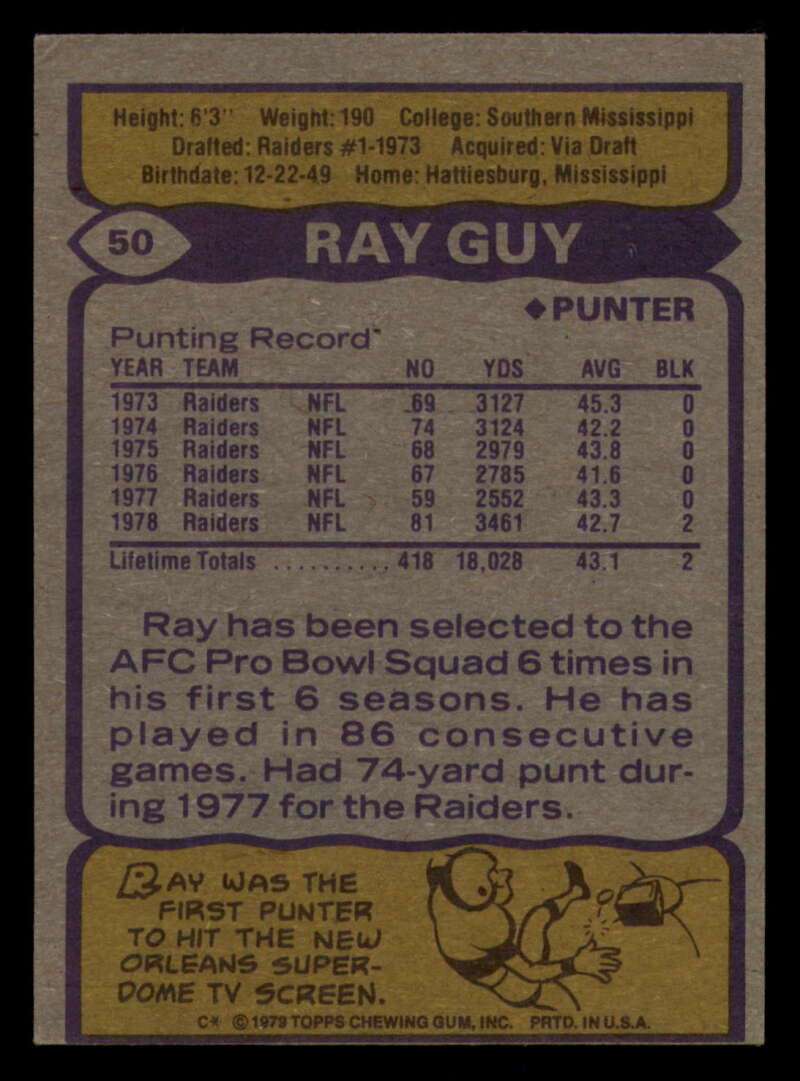 Height: 6'3" Weight: 190 College: Southern Mississippi
Drafted: Raiders #1-1973 Acquired: Via Draft
Birthdate: 12-22-49 Home: Hattiesburg, Mississippi
50 RAY GUY
◆PUNTER
Punting Record
YEAR TEAM NO YDS AVG BLK
1973 Raiders NFL 69 3127 45.3 0
1974 Raiders NFL 74 3124 42.2 0
1975 Raiders NFL 68 2979 43.8 0
1976 Raiders NFL 67 2785 41.6 0
1977 Raiders NFL 59 2552 43.3 0
1978 Raiders NFL 81 3461 42.7 2
Lifetime Totals .......... 418 18,028 43.1 2
Ray has been selected to the
AFC Pro Bowl Squad 6 times in
his first 6 seasons. He has
played in 86 consecutive
games. Had 74-yard punt dur-
ing 1977 for the Raiders.
RAY WAS THE
FIRST PUNTER
TO HIT THE NEW
ORLEANS SUPER-
DOME TV SCREEN.
C* © 1979 TOPPS CHEWING GUM, INC. PRTD. IN U.S.A.